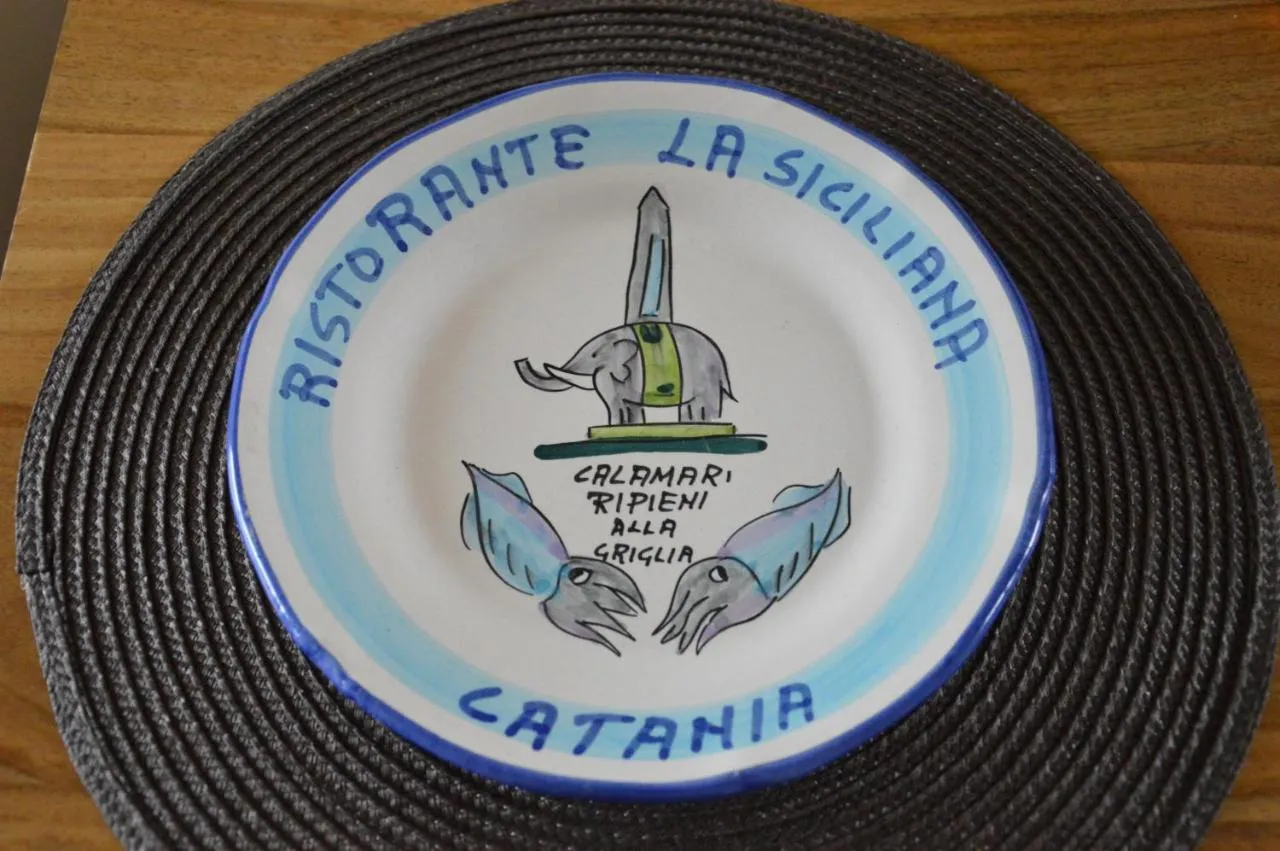 RISTORANTE LA SICILIANA
CALAMARI
RIPIENI
ALLA
GRIGLIA
CATANIA